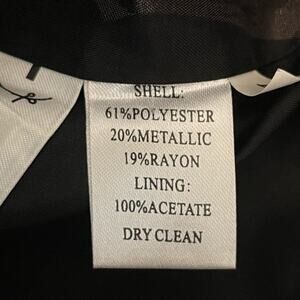 SHELL:
61%POLYESTER
20%METALLIC
19%RAYON
LINING:
100%ACETATE
DRY CLEAN